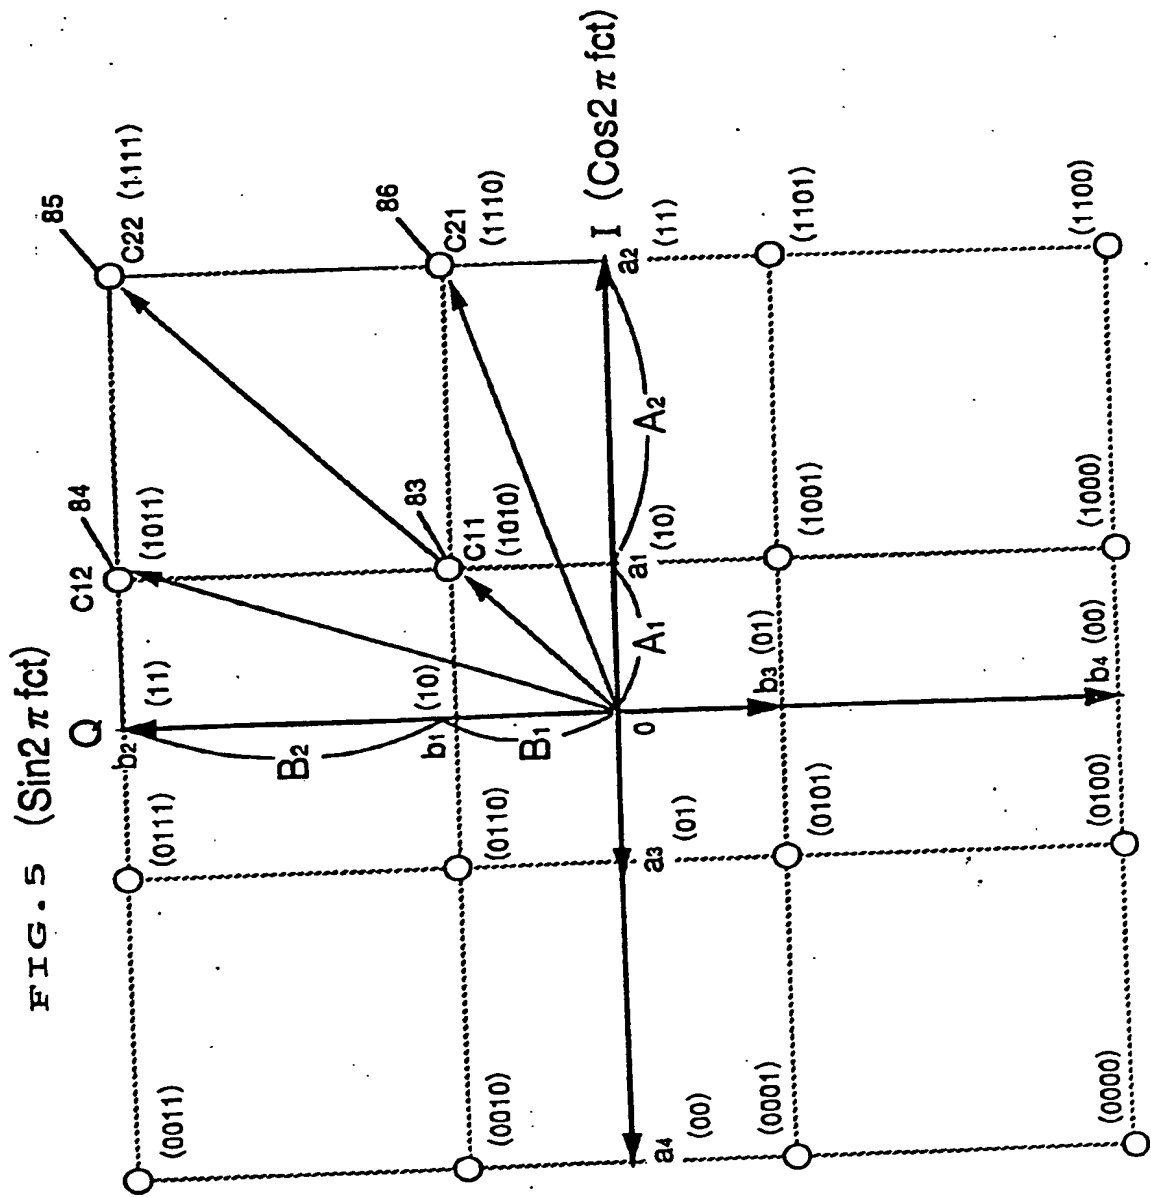 FIG. 5 (Sin2πfct)
Q
I (Cos2πfct)
85
C22 (1111)
84
C12
(1011)
b2
(11)
(0111)
(0011)
86
C21
(1110)
83
C11
(1010)
B2
b1
(10)
(0110)
(0010)
B1
a2
(11)
A2
a1
(10)
A1
0
a3
(01)
a4
(00)
(1101)
(1001)
b3 (01)
(0101)
(0001)
(1100)
(1000)
b4 (00)
(0100)
(0000)